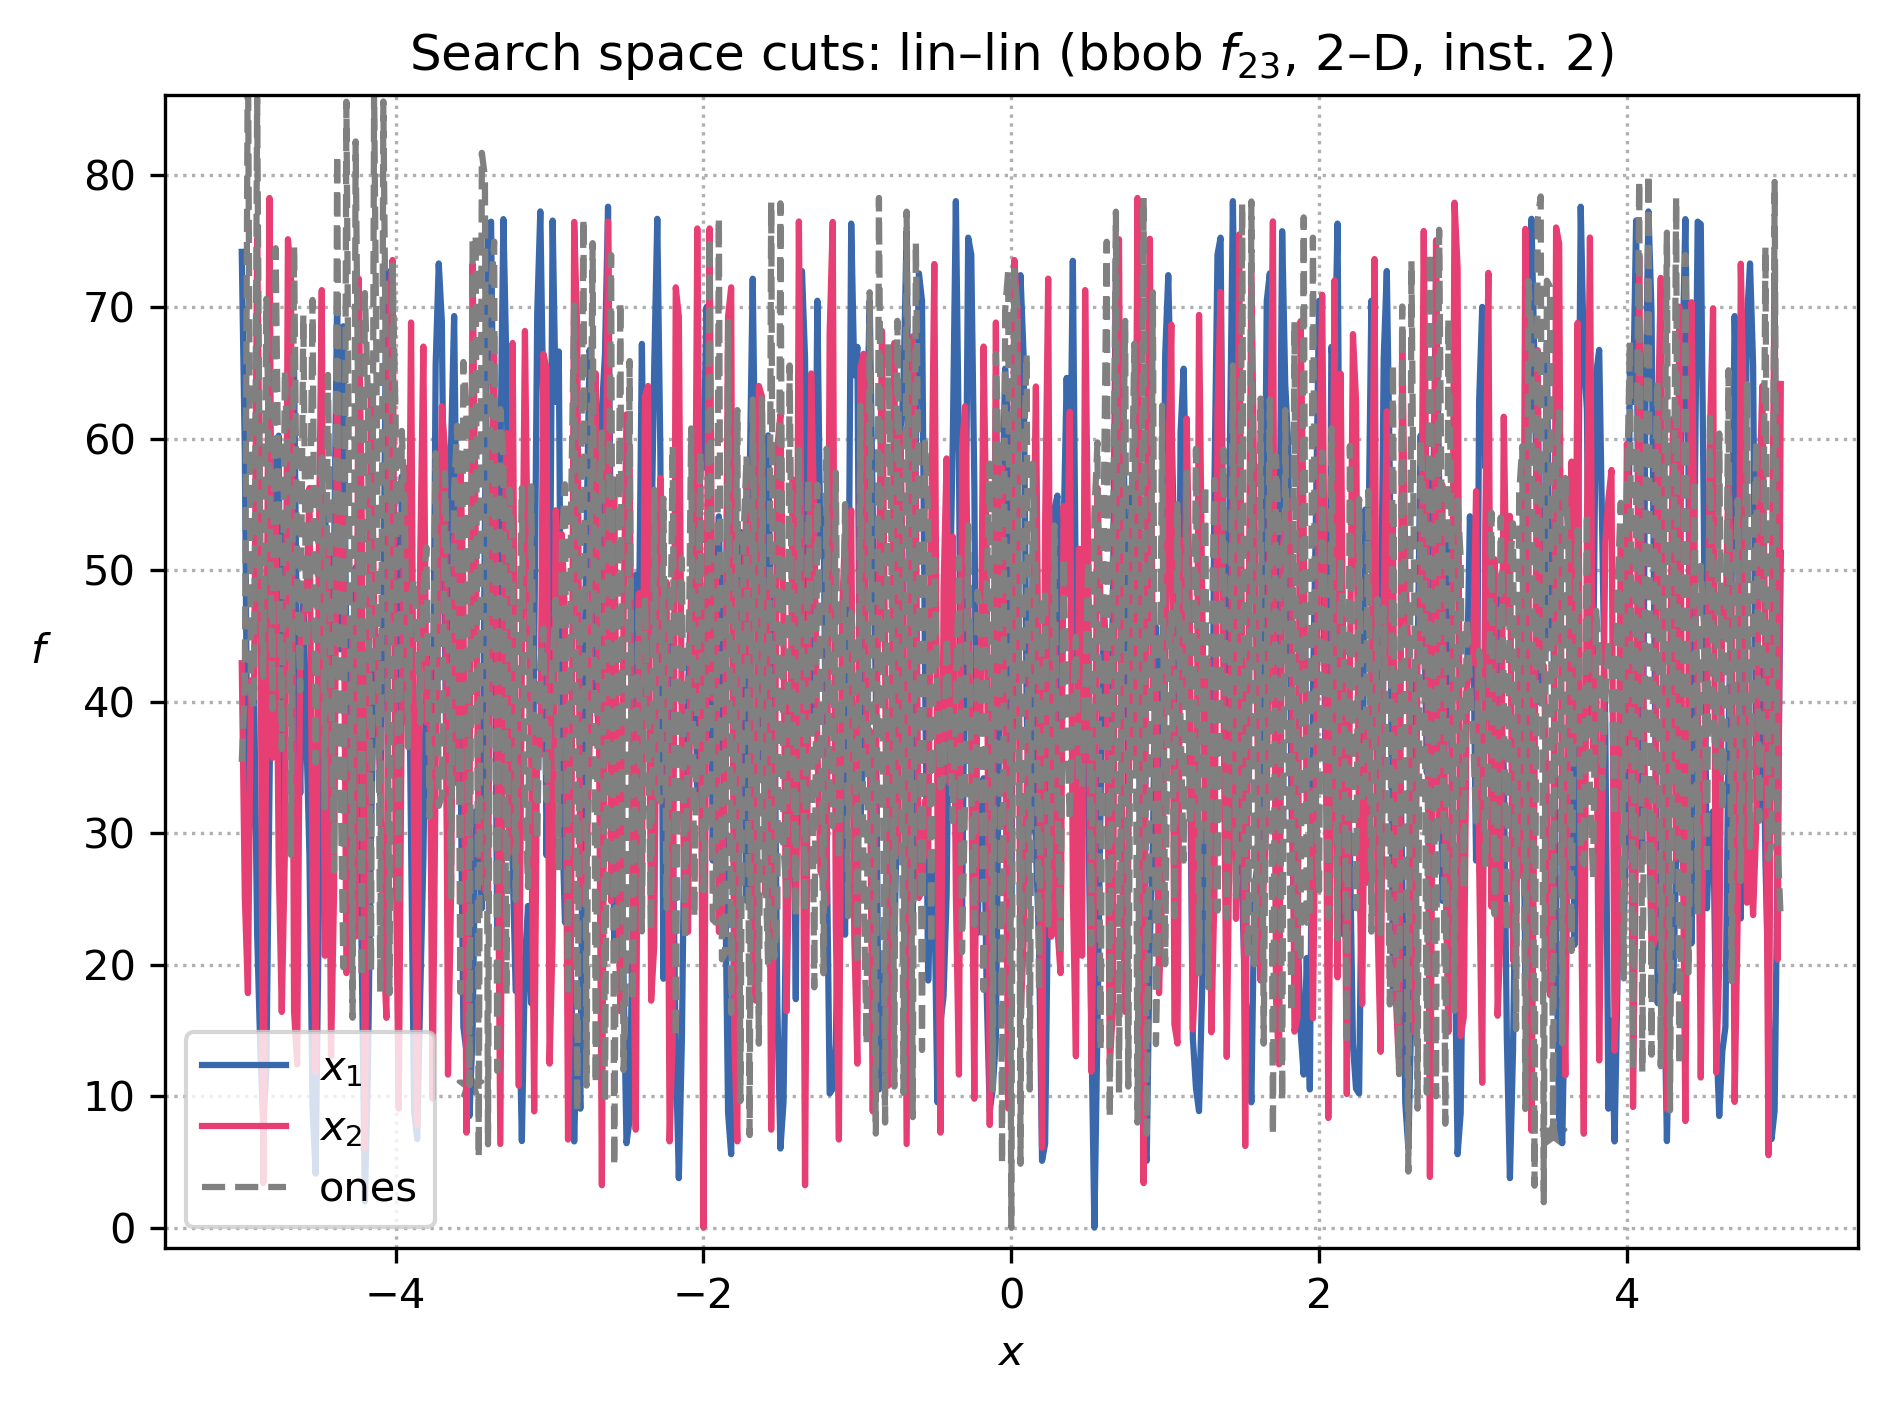 Search space cuts: lin–lin (bbob f₂₃, 2–D, inst. 2)
80
70
60
50
f
40
30
20
10
0
x₁
x₂
ones
−4 −2 0 2 4
x